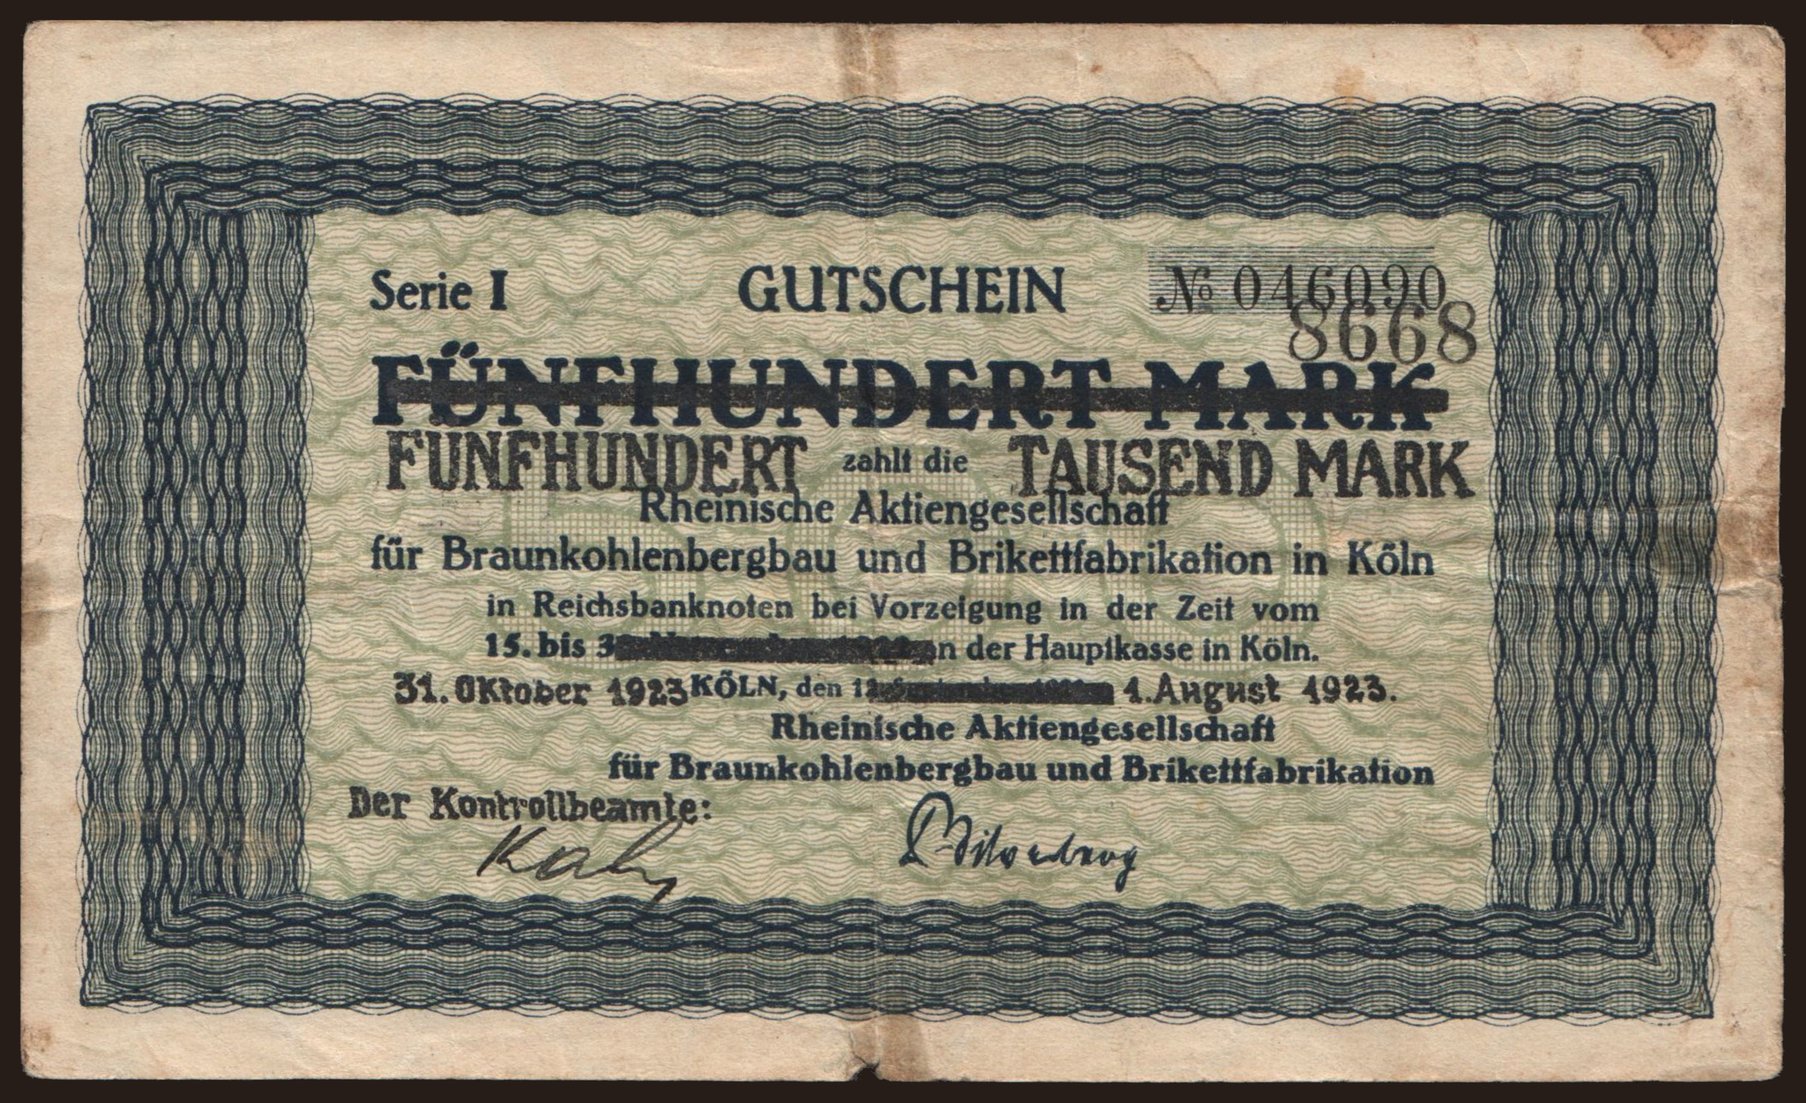 Serie I GUTSCHEIN № 046090
8668
FÜNFHUNDERT MARK
FÜNFHUNDERT zahlt die TAUSEND MARK
Rheinische Aktiengesellschaft
für Braunkohlenbergbau und Brikettfabrikation in Köln
in Reichsbanknoten bei Vorzeigung in der Zeit vom
15. bis an der Hauptkasse in Köln.
31. Oktober 1923 KÖLN, den 1. August 1923.
Rheinische Aktiengesellschaft
für Braunkohlenbergbau und Brikettfabrikation
Der Kontrollbeamte:
Silverberg